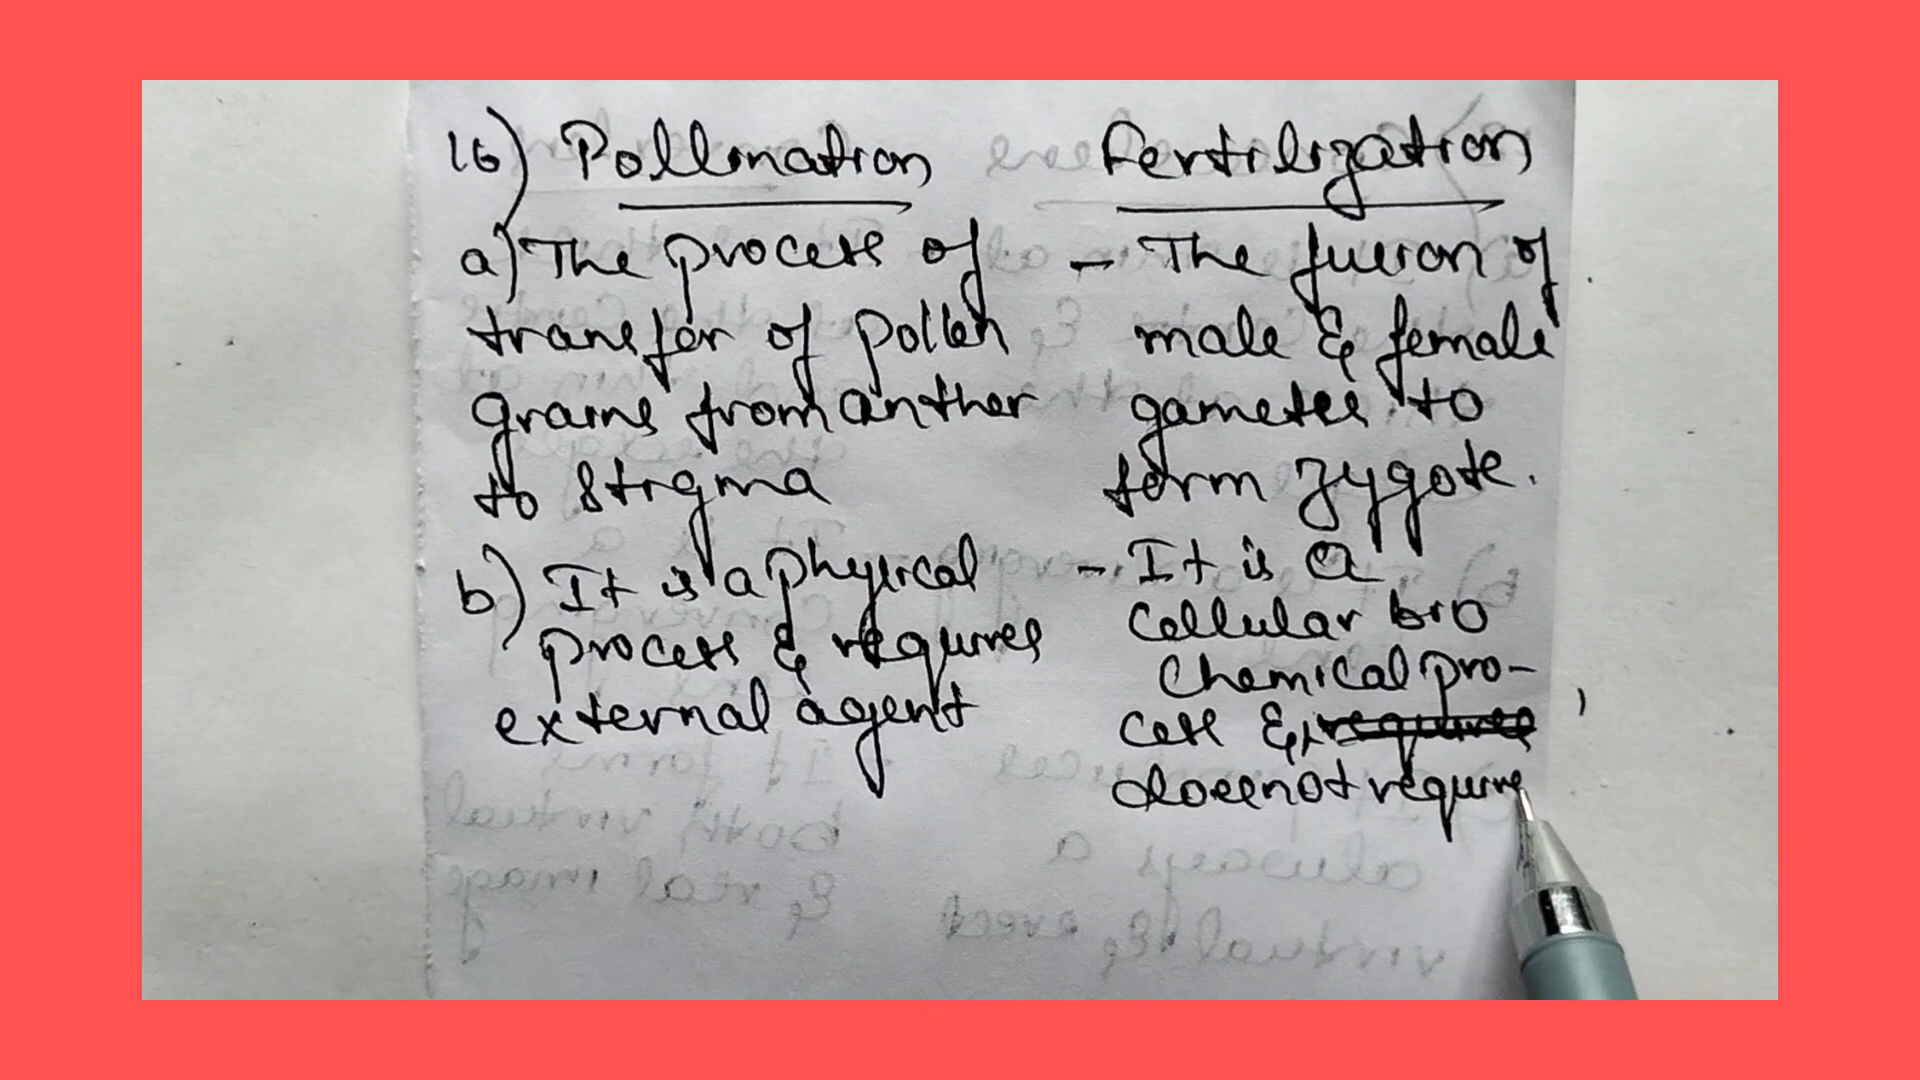 16) Pollination Fertilization
a) The process of - The fusion of
transfer of pollen male & female
grains from anther gametes to
to stigma form zygote.
b) It is a physical - It is a
process & requires cellular bio
external agent chemical pro-
cess &
does not require